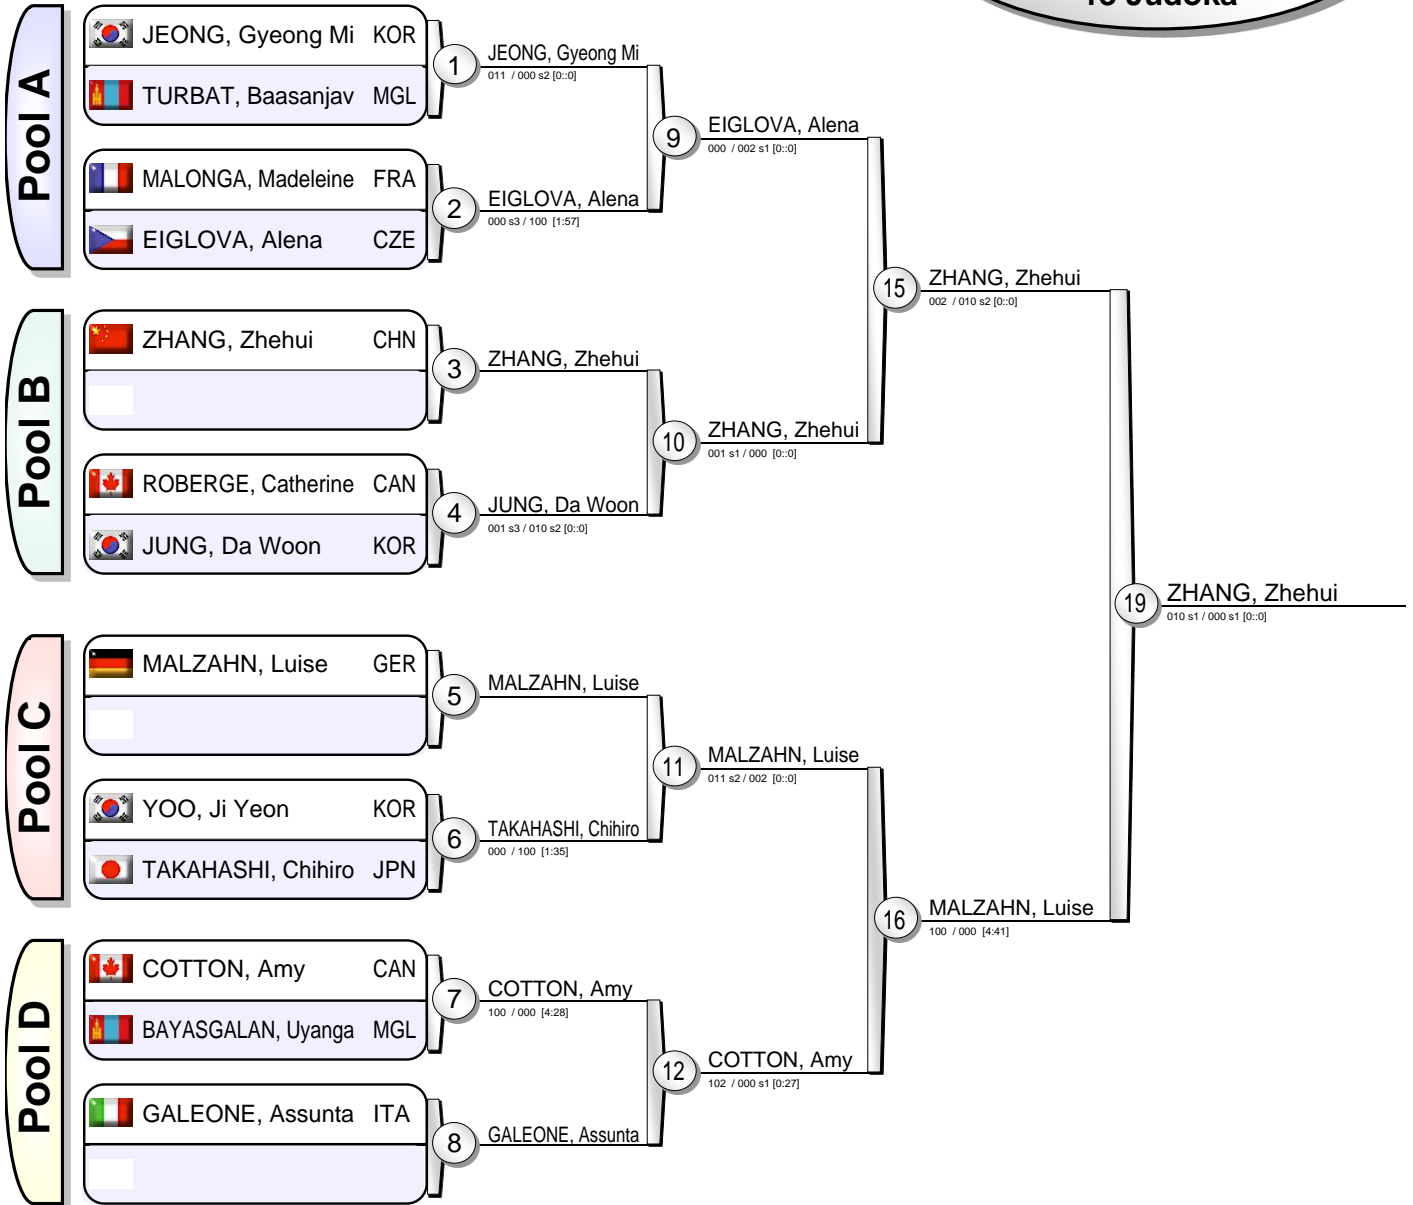 13 Judoka
Pool A
JEONG, Gyeong Mi KOR
TURBAT, Baasanjav MGL
MALONGA, Madeleine FRA
EIGLOVA, Alena CZE
1
JEONG, Gyeong Mi
011 / 000 s2 [0::0]
2
EIGLOVA, Alena
000 s3 / 100 [1:57]
9
EIGLOVA, Alena
000 / 002 s1 [0::0]
Pool B
ZHANG, Zhehui CHN
ROBERGE, Catherine CAN
JUNG, Da Woon KOR
3
ZHANG, Zhehui
4
JUNG, Da Woon
001 s3 / 010 s2 [0::0]
10
ZHANG, Zhehui
001 s1 / 000 [0::0]
15
ZHANG, Zhehui
002 / 010 s2 [0::0]
Pool C
MALZAHN, Luise GER
YOO, Ji Yeon KOR
TAKAHASHI, Chihiro JPN
5
MALZAHN, Luise
6
TAKAHASHI, Chihiro
000 / 100 [1:35]
11
MALZAHN, Luise
011 s2 / 002 [0::0]
Pool D
COTTON, Amy CAN
BAYASGALAN, Uyanga MGL
GALEONE, Assunta ITA
7
COTTON, Amy
100 / 000 [4:28]
8
GALEONE, Assunta
12
COTTON, Amy
102 / 000 s1 [0:27]
16
MALZAHN, Luise
100 / 000 [4:41]
19
ZHANG, Zhehui
010 s1 / 000 s1 [0::0]